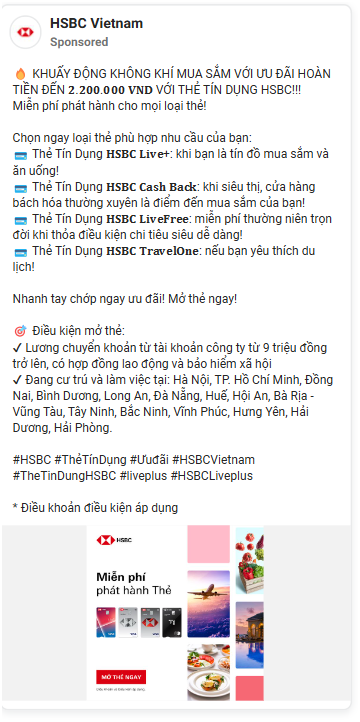 HSBC Vietnam
Sponsored
🔥 KHUẤY ĐỘNG KHÔNG KHÍ MUA SẮM VỚI ƯU ĐÃI HOÀN
TIỀN ĐẾN 𝟐.𝟐𝟎𝟎.𝟎𝟎𝟎 𝐕𝐍𝐃 VỚI THẺ TÍN DỤNG HSBC!!!
Miễn phí phát hành cho mọi loại thẻ!
Chọn ngay loại thẻ phù hợp nhu cầu của bạn:
💳 Thẻ Tín Dụng 𝐇𝐒𝐁𝐂 𝐋𝐢𝐯𝐞+: khi bạn là tín đồ mua sắm và
ăn uống!
💳 Thẻ Tín Dụng 𝐇𝐒𝐁𝐂 𝐂𝐚𝐬𝐡 𝐁𝐚𝐜𝐤: khi siêu thị, cửa hàng
bách hóa thường xuyên là điểm đến mua sắm của bạn!
💳 Thẻ Tín Dụng 𝐇𝐒𝐁𝐂 𝐋𝐢𝐯𝐞𝐅𝐫𝐞𝐞: miễn phí thường niên trọn
đời khi thỏa điều kiện chi tiêu siêu dễ dàng!
💳 Thẻ Tín Dụng 𝐇𝐒𝐁𝐂 𝐓𝐫𝐚𝐯𝐞𝐥𝐎𝐧𝐞: nếu bạn yêu thích du
lịch!
Nhanh tay chớp ngay ưu đãi! Mở thẻ ngay!
🎯 Điều kiện mở thẻ:
✓ Lương chuyển khoản từ tài khoản công ty từ 9 triệu đồng
trở lên, có hợp đồng lao động và bảo hiểm xã hội
✓ Đang cư trú và làm việc tại: Hà Nội, TP. Hồ Chí Minh, Đồng
Nai, Bình Dương, Long An, Đà Nẵng, Huế, Hội An, Bà Rịa -
Vũng Tàu, Tây Ninh, Bắc Ninh, Vĩnh Phúc, Hưng Yên, Hải
Dương, Hải Phòng.
#HSBC #ThẻTínDụng #Ưuđãi #HSBCVietnam
#TheTinDungHSBC #liveplus #HSBCLiveplus
* Điều khoản điều kiện áp dụng
HSBC
Miễn phí
phát hành Thẻ
MỞ THẺ NGAY
Điều khoản và điều kiện áp dụng.